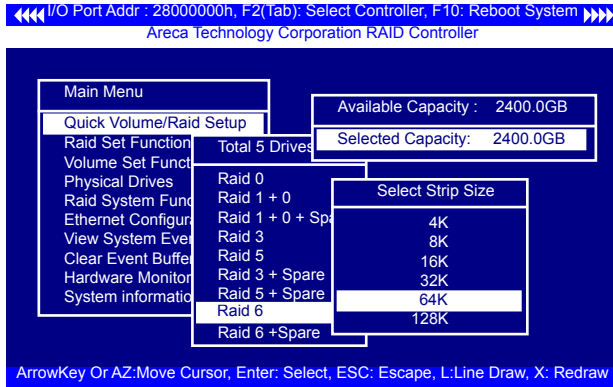 I/O Port Addr : 28000000h, F2(Tab): Select Controller, F10: Reboot System
Areca Technology Corporation RAID Controller
Main Menu
Quick Volume/Raid Setup
Raid Set Function
Volume Set Funct
Physical Drives
Raid System Func
Ethernet Configura
View System Even
Clear Event Buffe
Hardware Monitor
System informatio
Total 5 Drives
Raid 0
Raid 1 + 0
Raid 1 + 0 + Spa
Raid 3
Raid 5
Raid 3 + Spare
Raid 5 + Spare
Raid 6
Raid 6 +Spare
Available Capacity : 2400.0GB
Selected Capacity: 2400.0GB
Select Strip Size
4K
8K
16K
32K
64K
128K
ArrowKey Or AZ:Move Cursor, Enter: Select, ESC: Escape, L:Line Draw, X: Redraw